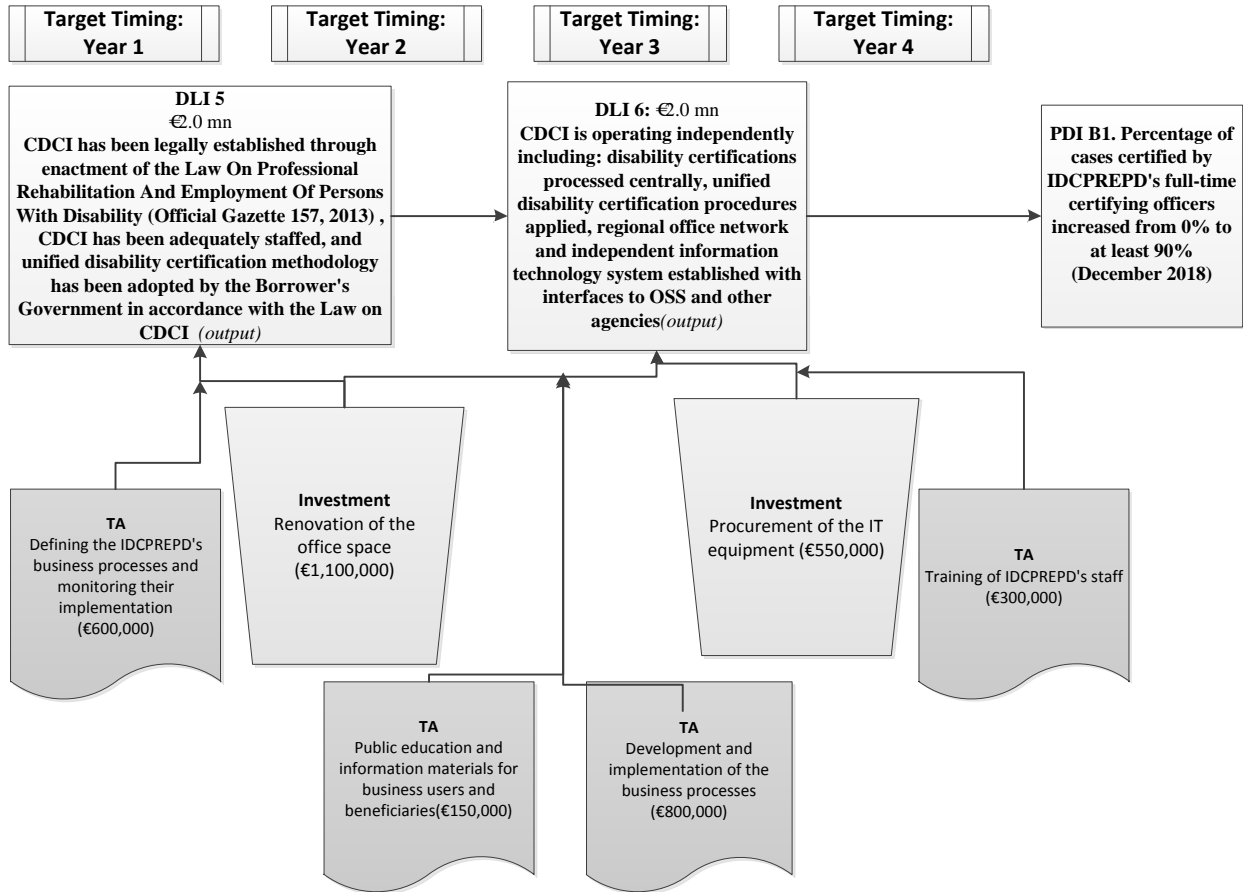 Target Timing:
Year 1
Target Timing:
Year 2
Target Timing:
Year 3
Target Timing:
Year 4
DLI 5
€2.0 mn
CDCI has been legally established through
enactment of the Law On Professional
Rehabilitation And Employment Of Persons
With Disability (Official Gazette 157, 2013) ,
CDCI has been adequately staffed, and
unified disability certification methodology
has been adopted by the Borrower's
Government in accordance with the Law on
CDCI (output)
DLI 6: €2.0 mn
CDCI is operating independently
including: disability certifications
processed centrally, unified
disability certification procedures
applied, regional office network
and independent information
technology system established with
interfaces to OSS and other
agencies(output)
PDI B1. Percentage of
cases certified by
IDCPREPD's full-time
certifying officers
increased from 0% to
at least 90%
(December 2018)
TA
Defining the IDCPREPD's
business processes and
monitoring their
implementation
(€600,000)
Investment
Renovation of the
office space
(€1,100,000)
Investment
Procurement of the IT
equipment (€550,000)
TA
Training of IDCPREPD's staff
(€300,000)
TA
Public education and
information materials for
business users and
beneficiaries(€150,000)
TA
Development and
implementation of the
business processes
(€800,000)